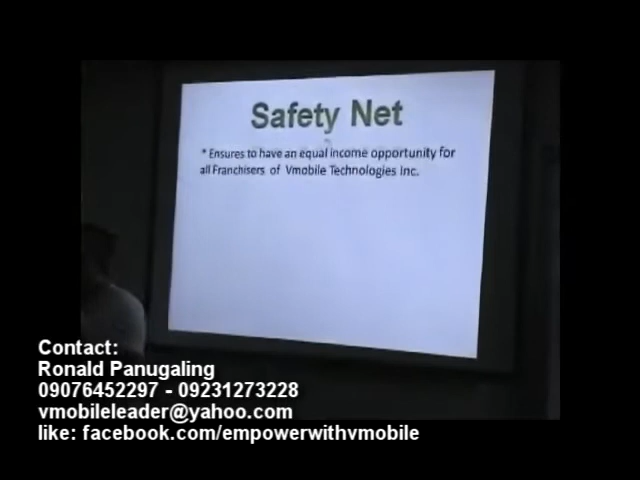 Safety Net
* Ensures to have an equal income opportunity for
all Franchisers of Vmobile Technologies Inc.
Contact:
Ronald Panugaling
09076452297 - 09231273228
vmobileleader@yahoo.com
like: facebook.com/empowerwithvmobile